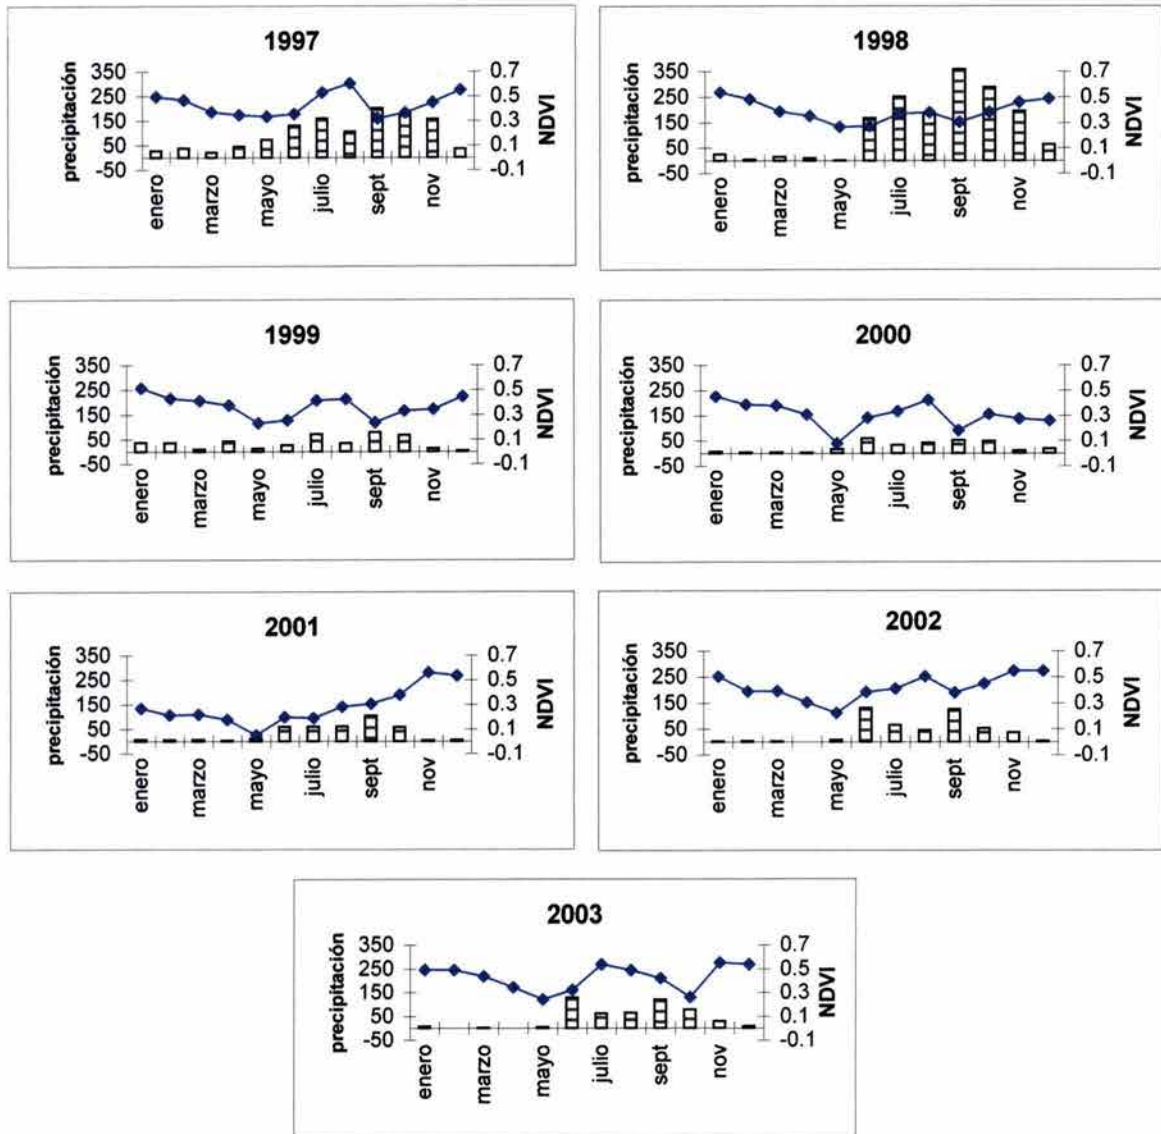 1997
precipitación
350
250
150
50
-50
0.7
0.5
0.3
0.1
-0.1
NDVI
enero
marzo
mayo
julio
sept
nov
1998
precipitación
350
250
150
50
-50
0.7
0.5
0.3
0.1
-0.1
NDVI
enero
marzo
mayo
julio
sept
nov
1999
precipitación
350
250
150
50
-50
0.7
0.5
0.3
0.1
-0.1
NDVI
enero
marzo
mayo
julio
sept
nov
2000
precipitación
350
250
150
50
-50
0.7
0.5
0.3
0.1
-0.1
NDVI
enero
marzo
mayo
julio
sept
nov
2001
precipitación
350
250
150
50
-50
0.7
0.5
0.3
0.1
-0.1
NDVI
enero
marzo
mayo
julio
sept
nov
2002
precipitación
350
250
150
50
-50
0.7
0.5
0.3
0.1
-0.1
NDVI
enero
marzo
mayo
julio
sept
nov
2003
precipitación
350
250
150
50
-50
0.7
0.5
0.3
0.1
-0.1
NDVI
enero
marzo
mayo
julio
sept
nov